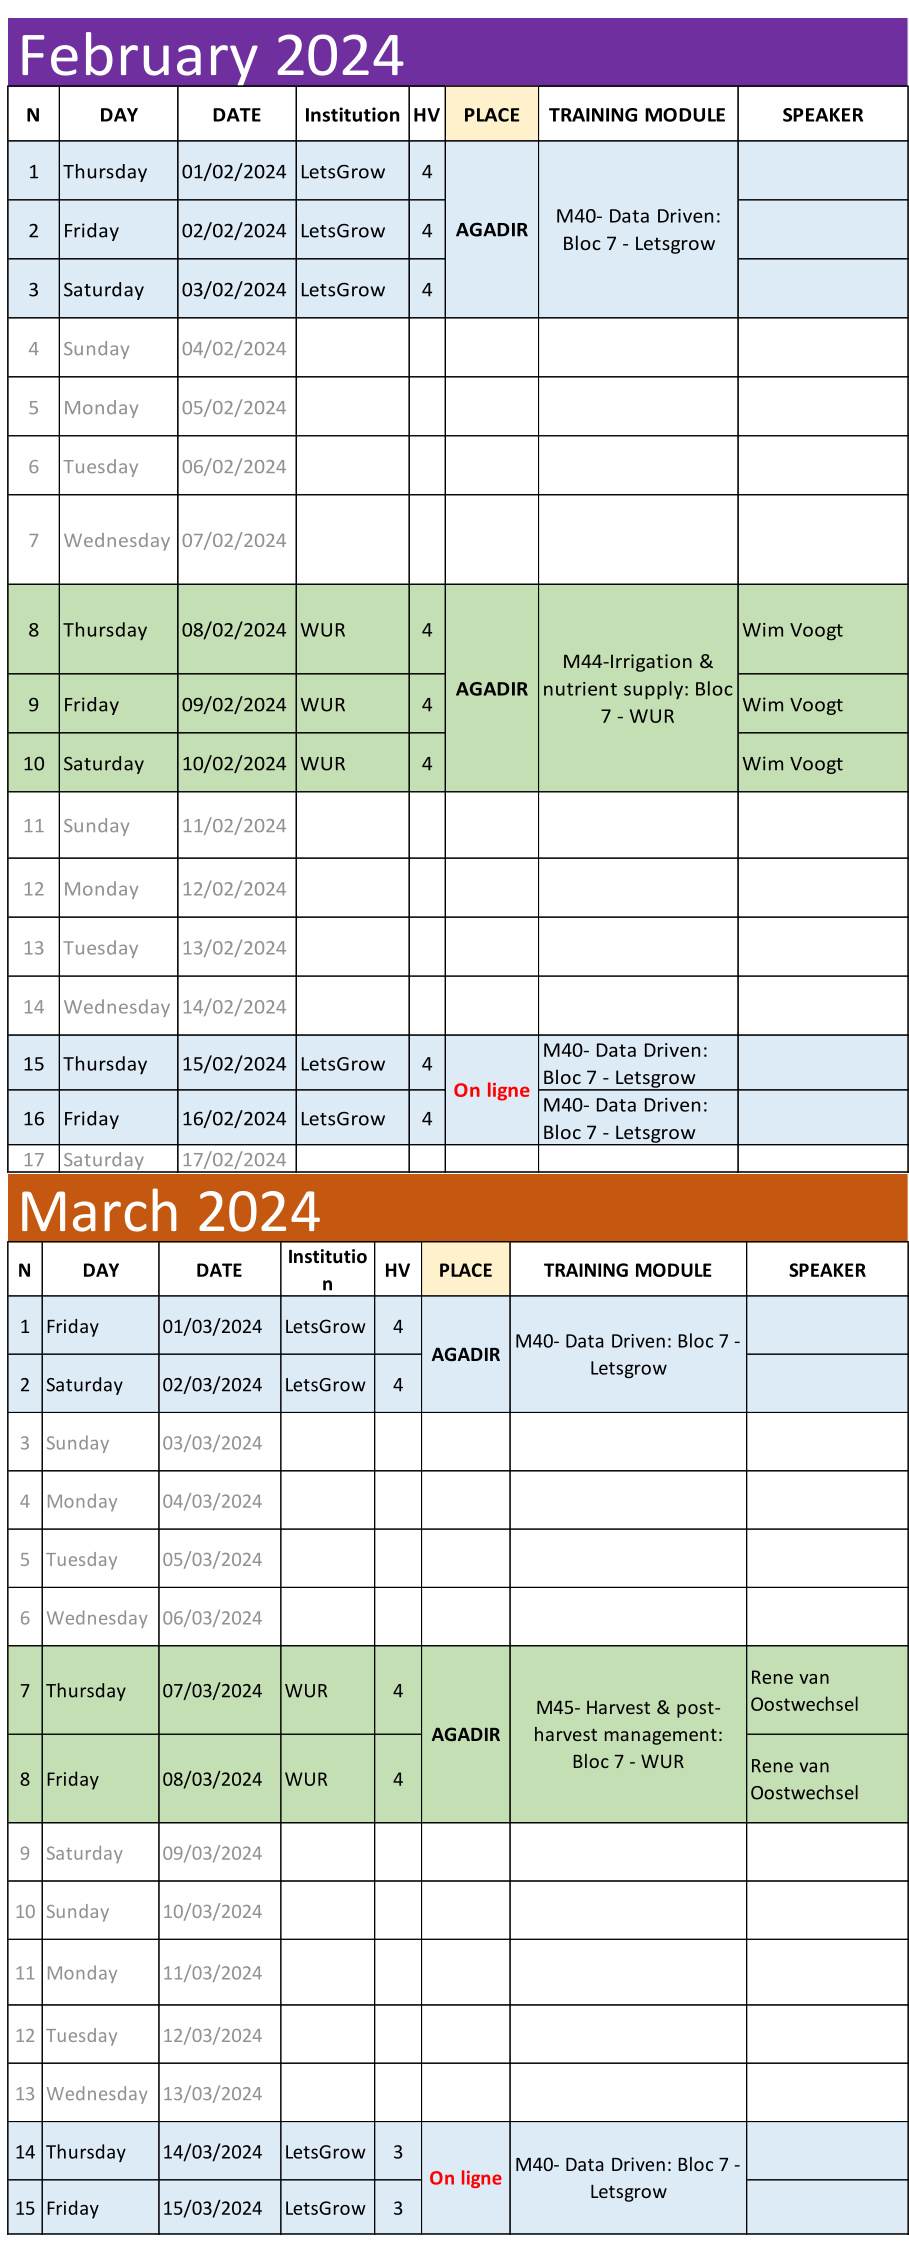 February 2024
N DAY DATE Institution HV PLACE TRAINING MODULE SPEAKER
1 Thursday 01/02/2024 LetsGrow 4
2 Friday 02/02/2024 LetsGrow 4
3 Saturday 03/02/2024 LetsGrow 4
AGADIR
M40- Data Driven:
Bloc 7 - Letsgrow
4 Sunday 04/02/2024
5 Monday 05/02/2024
6 Tuesday 06/02/2024
7 Wednesday 07/02/2024
8 Thursday 08/02/2024 WUR 4 Wim Voogt
9 Friday 09/02/2024 WUR 4 Wim Voogt
10 Saturday 10/02/2024 WUR 4 Wim Voogt
AGADIR
M44-Irrigation &
nutrient supply: Bloc
7 - WUR
11 Sunday 11/02/2024
12 Monday 12/02/2024
13 Tuesday 13/02/2024
14 Wednesday 14/02/2024
15 Thursday 15/02/2024 LetsGrow 4
M40- Data Driven:
Bloc 7 - Letsgrow
On ligne
16 Friday 16/02/2024 LetsGrow 4
M40- Data Driven:
Bloc 7 - Letsgrow
17 Saturday 17/02/2024
March 2024
N DAY DATE
Institutio
n
HV PLACE TRAINING MODULE SPEAKER
1 Friday 01/03/2024 LetsGrow 4
2 Saturday 02/03/2024 LetsGrow 4
AGADIR
M40- Data Driven: Bloc 7 -
Letsgrow
3 Sunday 03/03/2024
4 Monday 04/03/2024
5 Tuesday 05/03/2024
6 Wednesday 06/03/2024
7 Thursday 07/03/2024 WUR 4
Rene van
Oostwechsel
8 Friday 08/03/2024 WUR 4
Rene van
Oostwechsel
AGADIR
M45- Harvest & post-
harvest management:
Bloc 7 - WUR
9 Saturday 09/03/2024
10 Sunday 10/03/2024
11 Monday 11/03/2024
12 Tuesday 12/03/2024
13 Wednesday 13/03/2024
14 Thursday 14/03/2024 LetsGrow 3
15 Friday 15/03/2024 LetsGrow 3
On ligne
M40- Data Driven: Bloc 7 -
Letsgrow